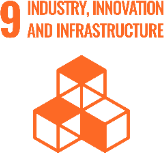 9 INDUSTRY, INNOVATION
AND INFRASTRUCTURE